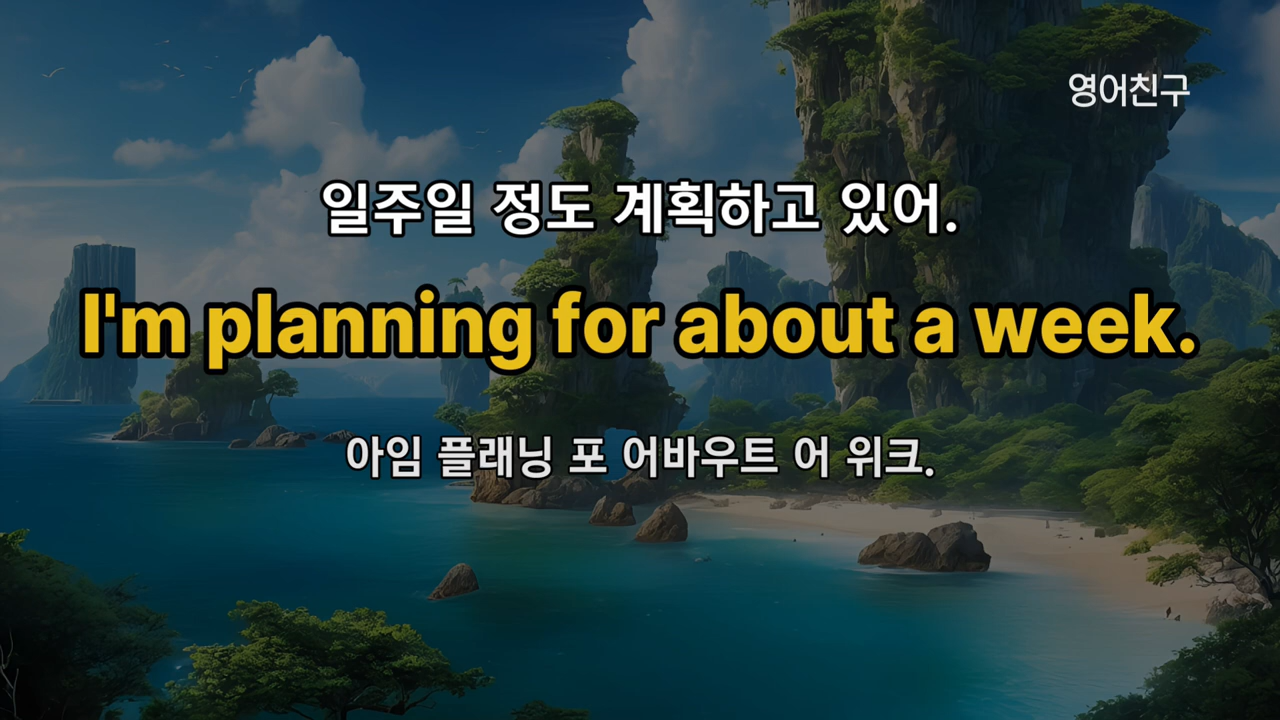 영어친구
일주일 정도 계획하고 있어.
I'm planning for about a week.
아임 플래닝 포 어바우트 어 위크.